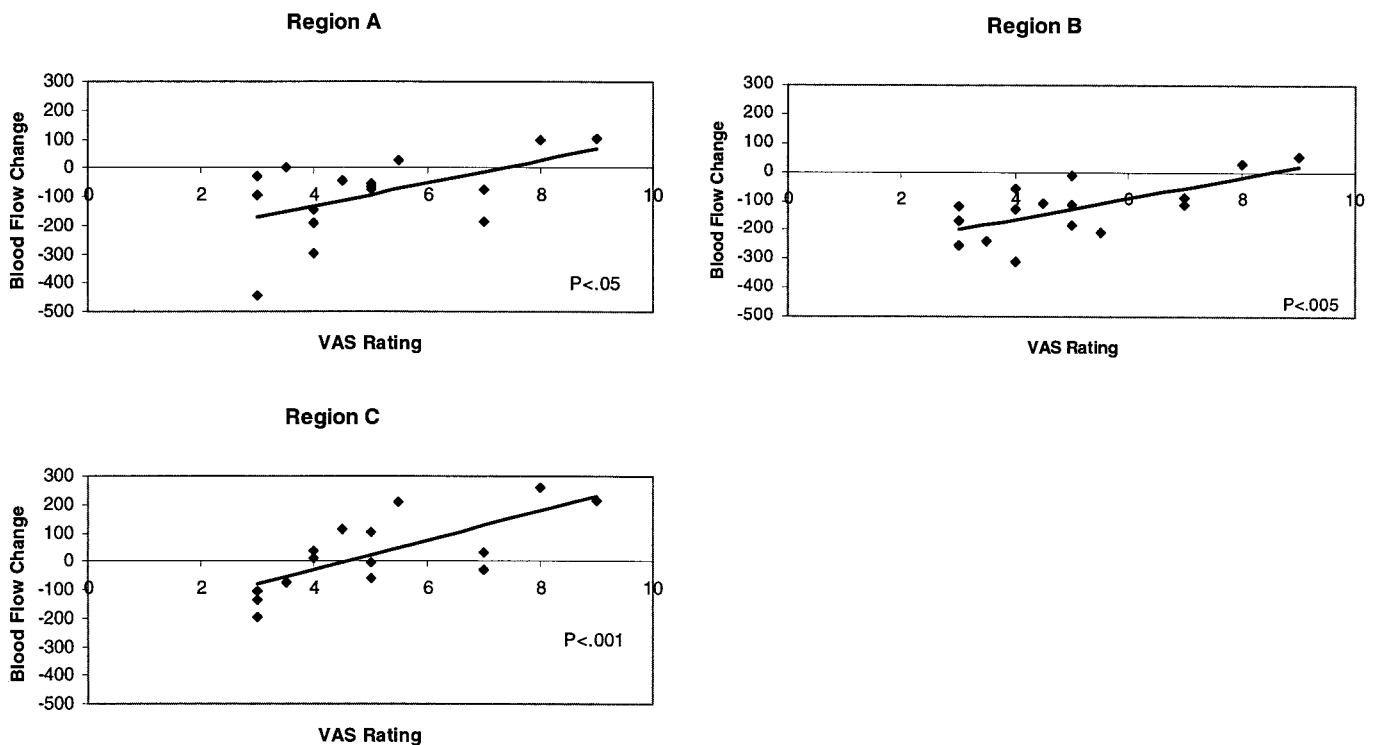 Region A
300
200
100
0
-100
-200
-300
-400
-500
0 2 4 6 8 10
Blood Flow Change
P<.05
VAS Rating
Region B
300
200
100
0
-100
-200
-300
-400
-500
0 2 4 6 8 10
Blood Flow Change
P<.005
VAS Rating
Region C
300
200
100
0
-100
-200
-300
-400
-500
0 2 4 6 8 10
Blood Flow Change
P<.001
VAS Rating